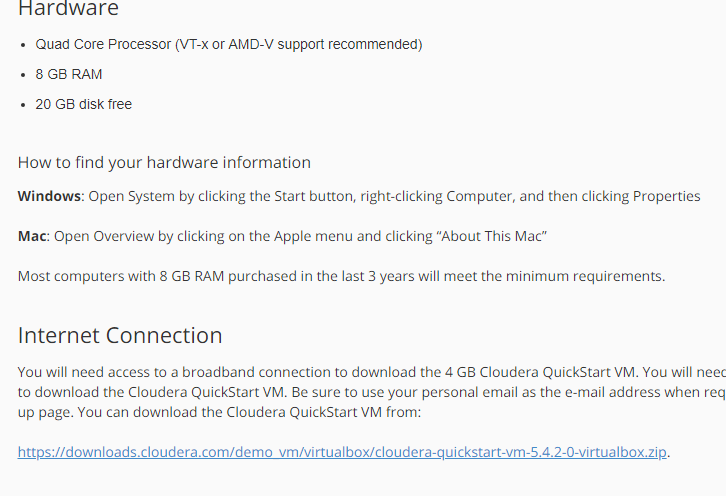 Hardware
• Quad Core Processor (VT-x or AMD-V support recommended)
• 8 GB RAM
• 20 GB disk free
How to find your hardware information
Windows: Open System by clicking the Start button, right-clicking Computer, and then clicking Properties
Mac: Open Overview by clicking on the Apple menu and clicking “About This Mac”
Most computers with 8 GB RAM purchased in the last 3 years will meet the minimum requirements.
Internet Connection
You will need access to a broadband connection to download the 4 GB Cloudera QuickStart VM. You will need
to download the Cloudera QuickStart VM. Be sure to use your personal email as the e-mail address when req
up page. You can download the Cloudera QuickStart VM from:
https://downloads.cloudera.com/demo_vm/virtualbox/cloudera-quickstart-vm-5.4.2-0-virtualbox.zip.